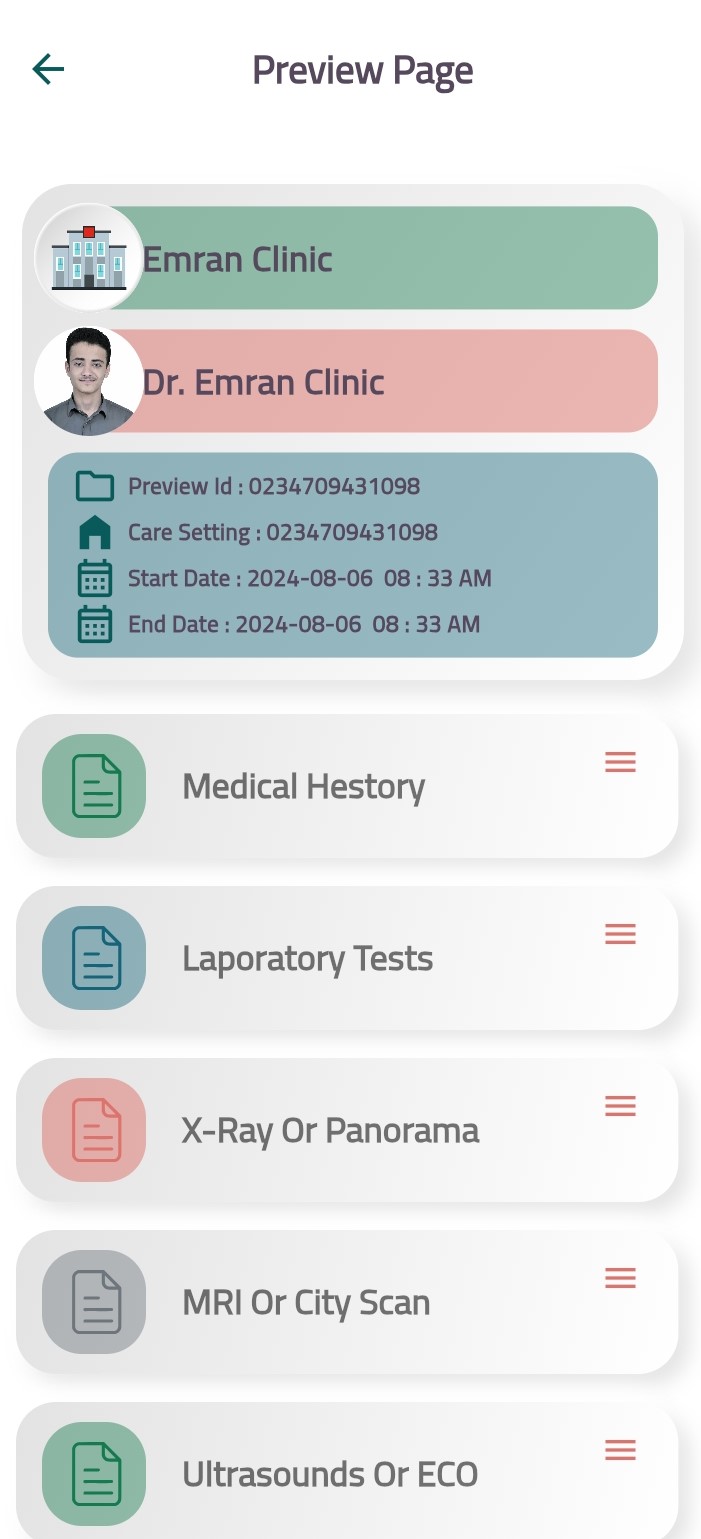 Preview Page
Emran Clinic
Dr. Emran Clinic
Preview Id : 0234709431098
Care Setting : 0234709431098
Start Date : 2024-08-06  08 : 33 AM
End Date : 2024-08-06  08 : 33 AM
Medical Hestory
Laporatory Tests
X-Ray Or Panorama
MRI Or City Scan
Ultrasounds Or ECO